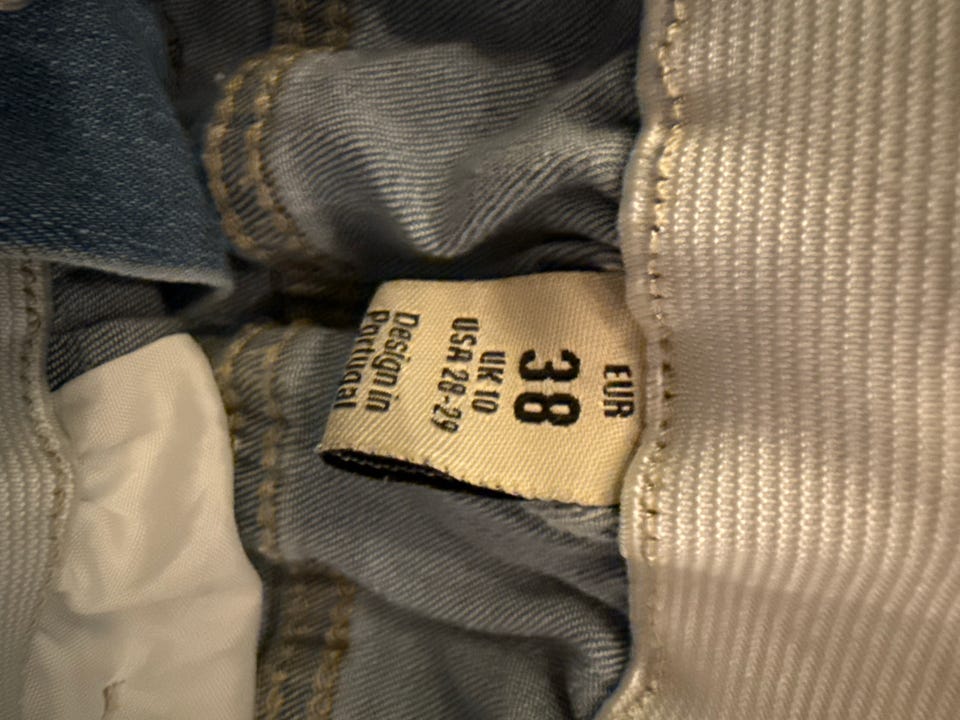 EUR
38
UK 10
USA 28-29
Design in
Portugal